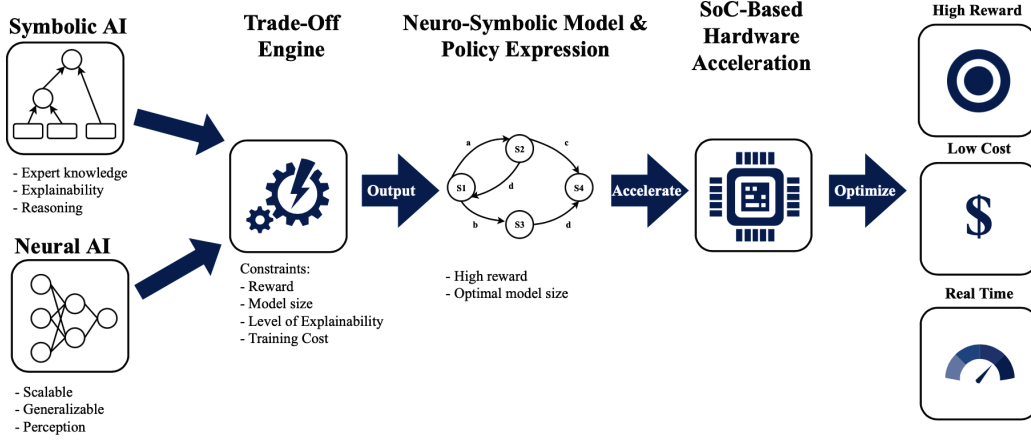 Symbolic AI
- Expert knowledge
- Explainability
- Reasoning
Neural AI
- Scalable
- Generalizable
- Perception
Trade-Off
Engine
Constraints:
- Reward
- Model size
- Level of Explainability
- Training Cost
Output
Neuro-Symbolic Model &
Policy Expression
a
S2
c
S1
d
S4
b
S3
d
- High reward
- Optimal model size
Accelerate
SoC-Based
Hardware
Acceleration
Optimize
High Reward
Low Cost
$
Real Time